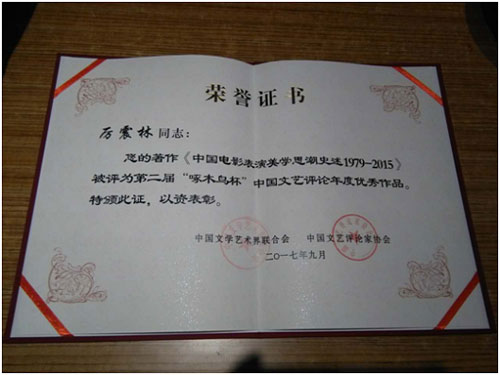 荣誉证书
厉震林同志：
您的著作《中国电影表演美学思潮史述1979-2015》
被评为第二届“啄木鸟杯”中国文艺评论年度优秀作品。
特颁此证，以资表彰。
中国文学艺术界联合会 中国文艺评论家协会
二〇一七年九月